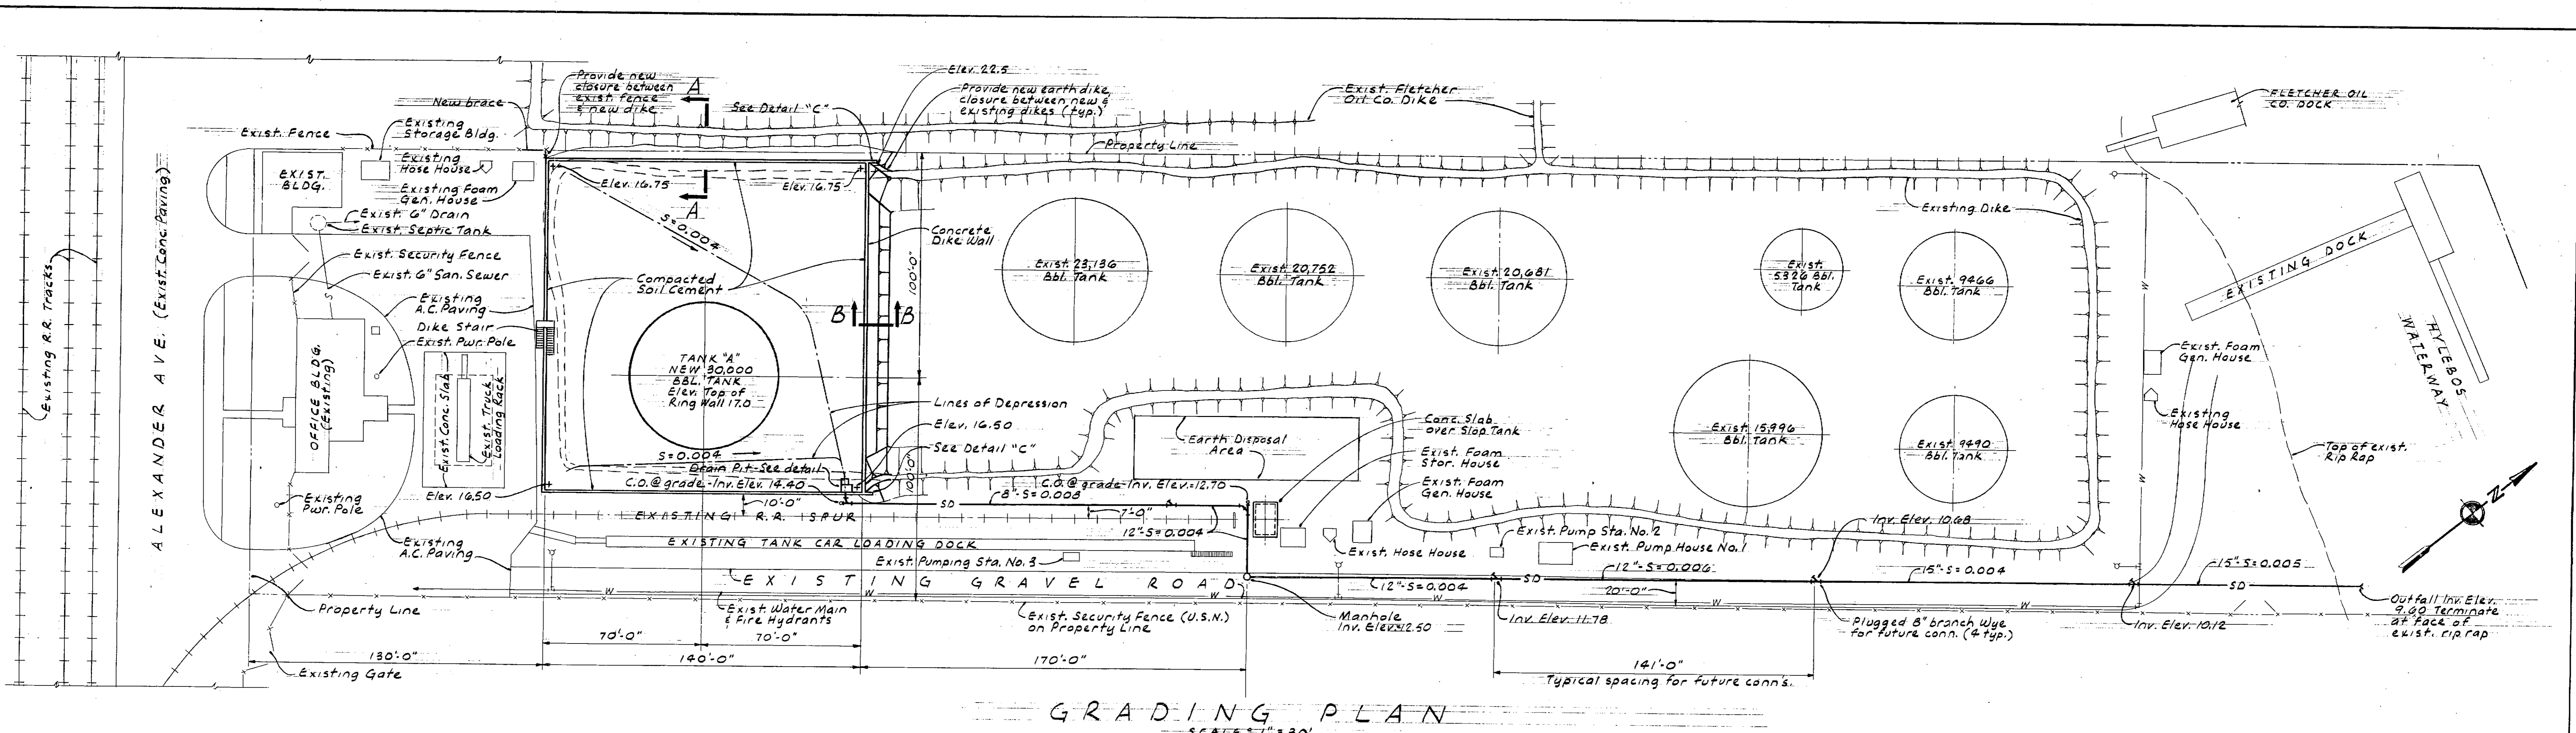 Existing R.R. Tracks
ALEXANDER AVE. (Exist. Conc. Paving)
Exist. Fence
New brace
Existing
Storage Bldg.
Existing
Hose House
Existing Foam
Gen. House
EXIST.
BLDG.
Exist. 6" Drain
Exist. Septic Tank
Exist. Security Fence
Exist. 6" San. Sewer
S
Existing
A.C. Paving
Dike Stair
Exist. Pwr. Pole
OFFICE BLDG.
(Existing)
Exist. Conc. Slab
Exist. Truck
Loading Rack
Existing
Pwr. Pole
Existing
A.C. Paving
Property Line
Existing Gate
Provide new
closure between
exist. fence
& new dike
A
A
See Detail "C"
Elev. 22.5
Provide new earth dike
closure between new &
existing dikes (typ.)
Exist. Fletcher
Oil Co. Dike
Property Line
FLETCHER OIL
CO. DOCK
Elev. 16.75
Elev. 16.75
S=0.004
Concrete
Dike Wall
Compacted
Soil Cement
100'-0"
B
B
TANK "A"
NEW 30,000
BBL. TANK
Elev. Top of
Ring Wall 17.0
Lines of Depression
Elev. 16.50
See Detail "C"
S=0.004
Drain Pit-See detail
C.O.@ grade-Inv. Elev. 14.40
Elev. 16.50
100'-0"
Exist. 23,136
Bbl. Tank
Exist. 20,752
Bbl. Tank
Exist. 20,681
Bbl. Tank
Exist.
5326 Bbl.
Tank
Exist. 9466
Bbl. Tank
Exist. 15,996
Bbl. Tank
Exist. 9490
Bbl. Tank
Existing Dike
EXISTING DOCK
HYLEBOS
WATERWAY
Exist. Foam
Gen. House
Existing
Hose House
Top of exist.
Rip Rap
N
W
W
Earth Disposal
Area
Conc. Slab
over Slop Tank
Exist. Foam
Stor. House
Exist. Foam
Gen. House
C.O.@ grade-Inv. Elev.=12.70
8"-S=0.008
SD
10'-0"
7'-0"
12"-S=0.004
EXISTING R.R. SPUR
EXISTING TANK CAR LOADING DOCK
Exist. Pumping Sta. No. 3
EXISTING GRAVEL ROAD
Exist. Hose House
Exist. Pump Sta. No. 2
Exist. Pump House No. 1
Inv. Elev. 10.68
12"-S=0.004
SD
12"-S=0.006
SD
15"-S=0.004
15"-S=0.005
SD
20'-0"
W
W
W
W
W
W
Exist. Water Main
& Fire Hydrants
Exist. Security Fence (U.S.N.)
on Property Line
Manhole
Inv. Elev.=12.50
Inv. Elev. 11.78
Plugged 8" branch Wye
for future conn. (4 typ.)
Inv. Elev. 10.12
Outfall Inv. Elev.
9.60 Terminate
at face of
exist. rip rap
70'-0"
70'-0"
130'-0"
140'-0"
170'-0"
141'-0"
Typical spacing for future conn's.
GRADING PLAN
SCALE: 1"=30'